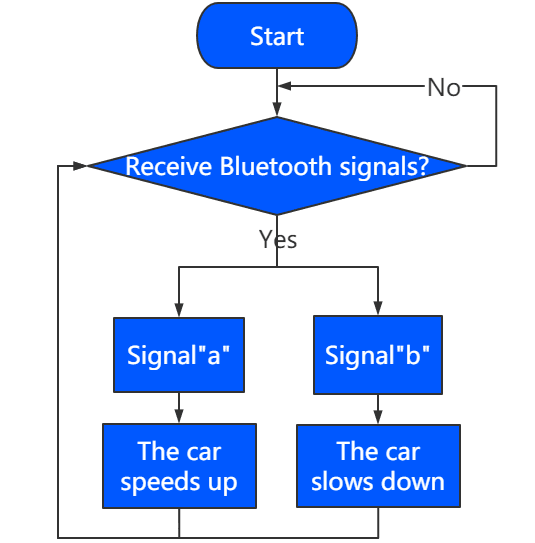 Start
No
Receive Bluetooth signals?
Yes
Signal"a"
Signal"b"
The car
speeds up
The car
slows down